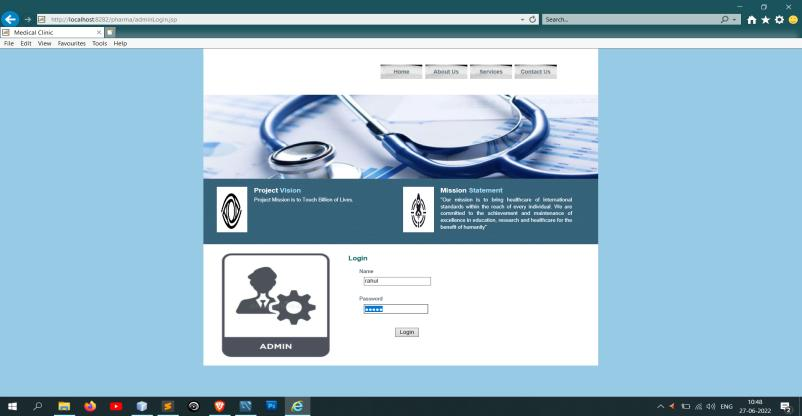 http://localhost:8282/pharma/adminLogin.jsp
Search...
Medical Clinic
File Edit View Favourites Tools Help
Home About Us Services Contact Us
Project Vision
Project Mission is to Touch Billion of Lives.
Mission Statement
"Our mission is to bring healthcare of international
standards within the reach of every individual. We are
committed to the achievement and maintenance of
excellence in education, research and healthcare for the
benefit of humanity"
Login
Name
rahul
Password
Login
ADMIN
ENG
10:48
27-06-2022